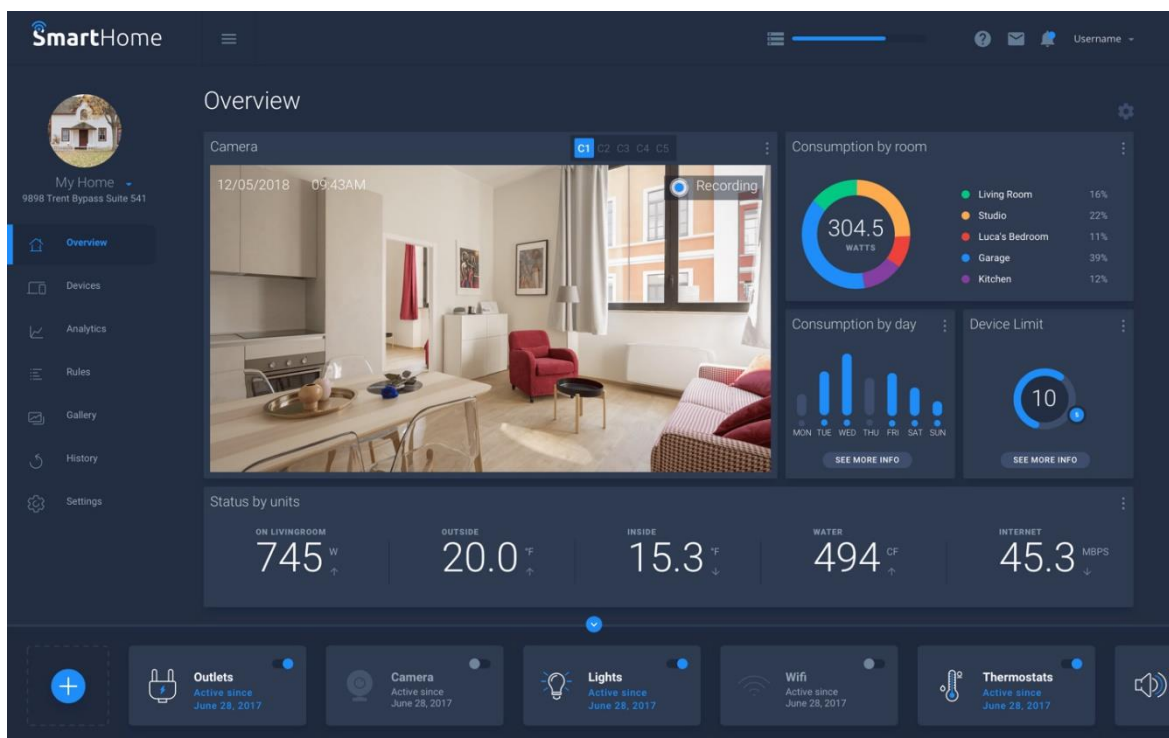 SmartHome
Username
My Home
9898 Trent Bypass Suite 541
Overview
Devices
Analytics
Rules
Gallery
History
Settings
Overview
Camera
C1 C2 C3 C4 C5
12/05/2018 09:43AM
Recording
Consumption by room
304.5
WATTS
Living Room 16%
Studio 22%
Luca's Bedroom 11%
Garage 39%
Kitchen 12%
Consumption by day
MON TUE WED THU FRI SAT SUN
SEE MORE INFO
Device Limit
10
SEE MORE INFO
Status by units
ON LIVINGROOM
745 W
OUTSIDE
20.0 °F
INSIDE
15.3 °F
WATER
494 CF
INTERNET
45.3 MBPS
Outlets
Active since
June 28, 2017
Camera
Active since
June 28, 2017
Lights
Active since
June 28, 2017
Wifi
Active since
June 28, 2017
Thermostats
Active since
June 28, 2017